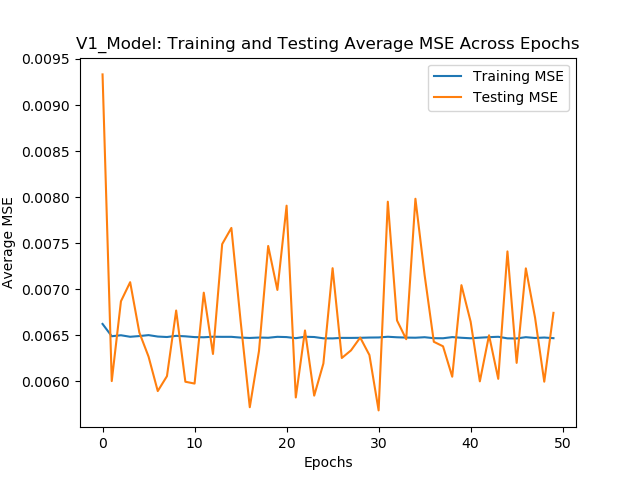 V1_Model: Training and Testing Average MSE Across Epochs
Training MSE
Testing MSE
Average MSE
0.0095
0.0090
0.0085
0.0080
0.0075
0.0070
0.0065
0.0060
0 10 20 30 40 50
Epochs